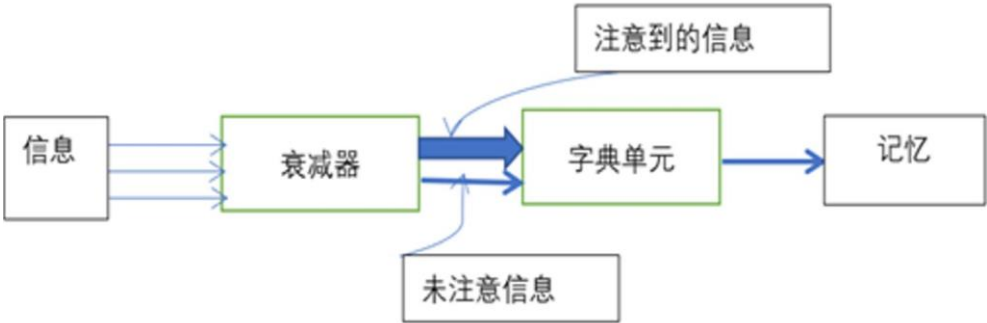 注意到的信息
信息
衰减器
字典单元
记忆
未注意信息